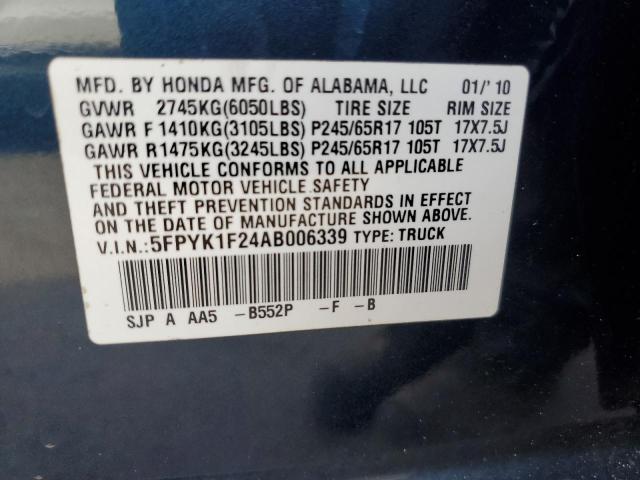 MFD. BY HONDA MFG. OF ALABAMA, LLC 01/'10
GVWR 2745KG(6050LBS) TIRE SIZE RIM SIZE
GAWR F 1410KG(3105LBS) P245/65R17 105T 17X7.5J
GAWR R1475KG(3245LBS) P245/65R17 105T 17X7.5J
THIS VEHICLE CONFORMS TO ALL APPLICABLE
FEDERAL MOTOR VEHICLE SAFETY
AND THEFT PREVENTION STANDARDS IN EFFECT
ON THE DATE OF MANUFACTURE SHOWN ABOVE.
V.I.N.:5FPYK1F24AB006339 TYPE: TRUCK
SJP A AA5 -B552P -F -B